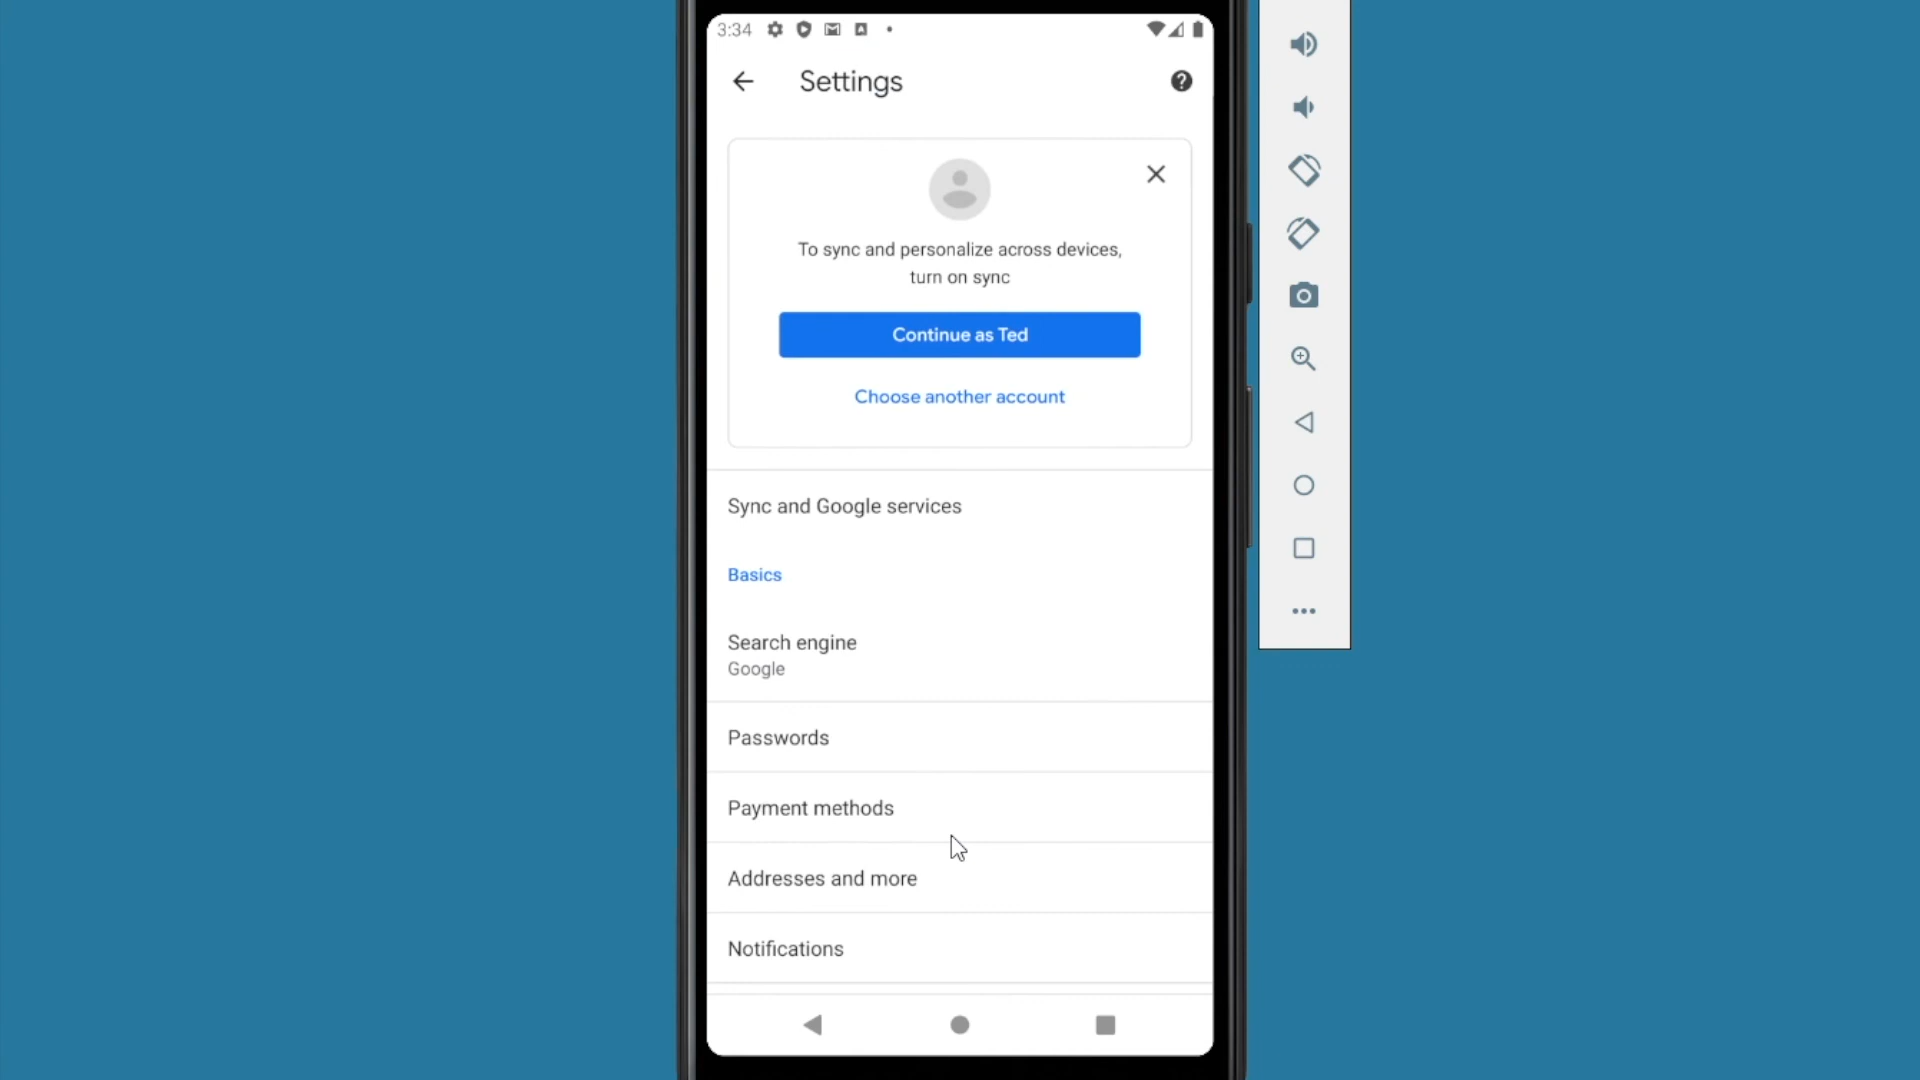 3:34
Settings
To sync and personalize across devices,
turn on sync
Continue as Ted
Choose another account
Sync and Google services
Basics
Search engine
Google
Passwords
Payment methods
Addresses and more
Notifications